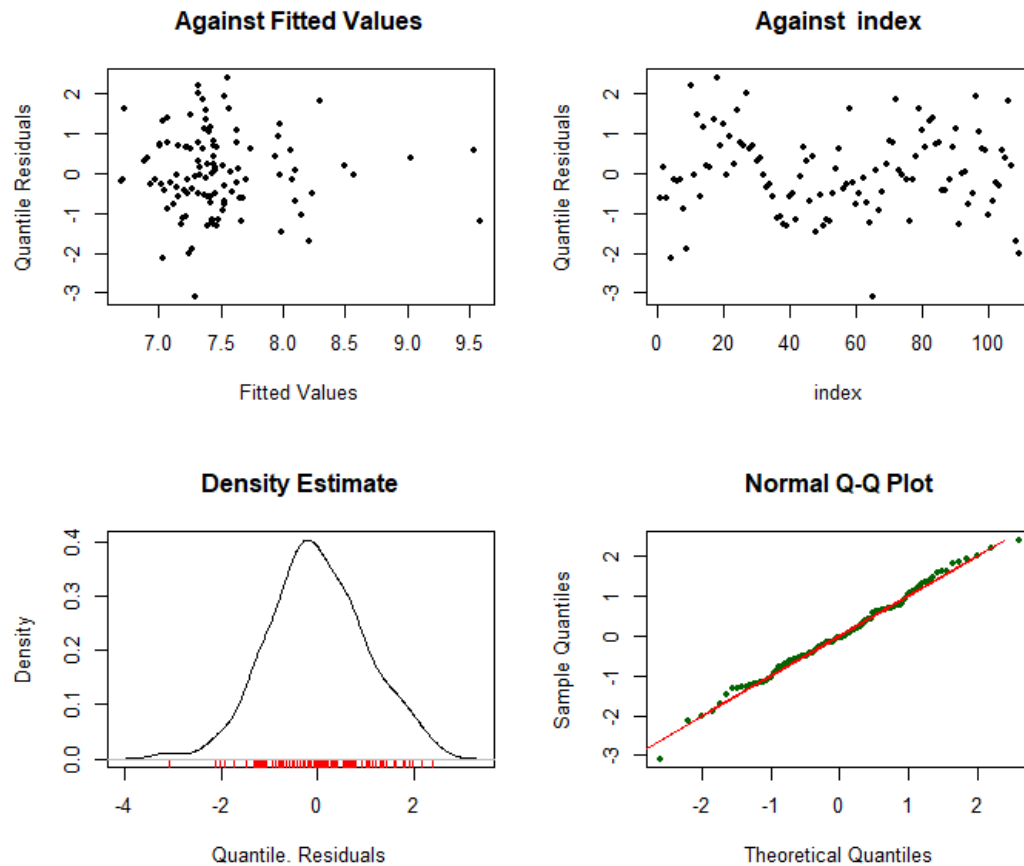 Against Fitted Values
Quantile Residuals
-3 -2 -1 0 1 2
7.0 7.5 8.0 8.5 9.0 9.5
Fitted Values
Against index
Quantile Residuals
-3 -2 -1 0 1 2
0 20 40 60 80 100
index
Density Estimate
Density
0.0 0.1 0.2 0.3 0.4
-4 -2 0 2
Quantile. Residuals
Normal Q-Q Plot
Sample Quantiles
-3 -2 -1 0 1 2
-2 -1 0 1 2
Theoretical Quantiles